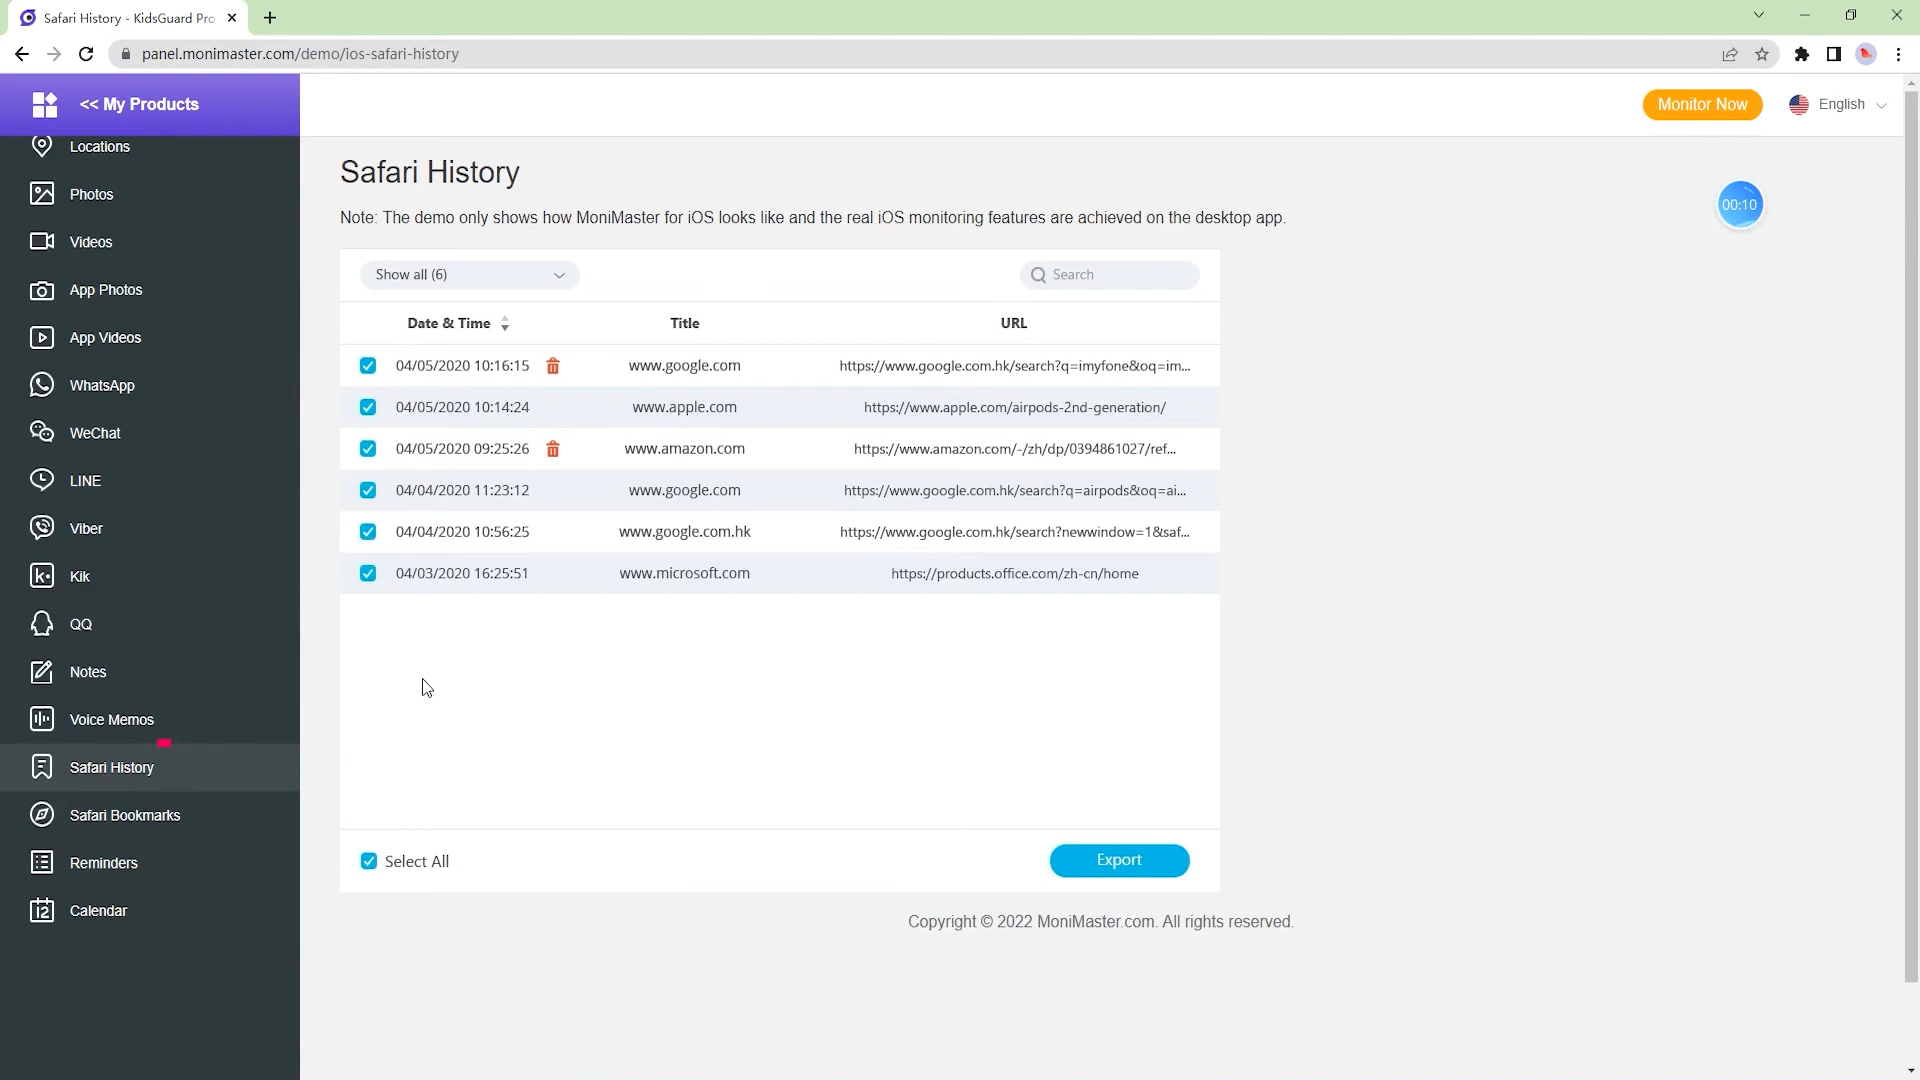 Safari History - KidsGuard Pro
panel.monimaster.com/demo/ios-safari-history
<< My Products
Monitor Now
English
Locations
Photos
Videos
App Photos
App Videos
WhatsApp
WeChat
LINE
Viber
Kik
QQ
Notes
Voice Memos
Safari History
Safari Bookmarks
Reminders
12
Calendar
Safari History
00:10
Note: The demo only shows how MoniMaster for iOS looks like and the real iOS monitoring features are achieved on the desktop app.
Show all (6)
Search
Date & Time Title URL
04/05/2020 10:16:15 www.google.com https://www.google.com.hk/search?q=imyfone&oq=im...
04/05/2020 10:14:24 www.apple.com https://www.apple.com/airpods-2nd-generation/
04/05/2020 09:25:26 www.amazon.com https://www.amazon.com/-/zh/dp/0394861027/ref...
04/04/2020 11:23:12 www.google.com https://www.google.com.hk/search?q=airpods&oq=ai...
04/04/2020 10:56:25 www.google.com.hk https://www.google.com.hk/search?newwindow=1&saf...
04/03/2020 16:25:51 www.microsoft.com https://products.office.com/zh-cn/home
Select All
Export
Copyright © 2022 MoniMaster.com. All rights reserved.